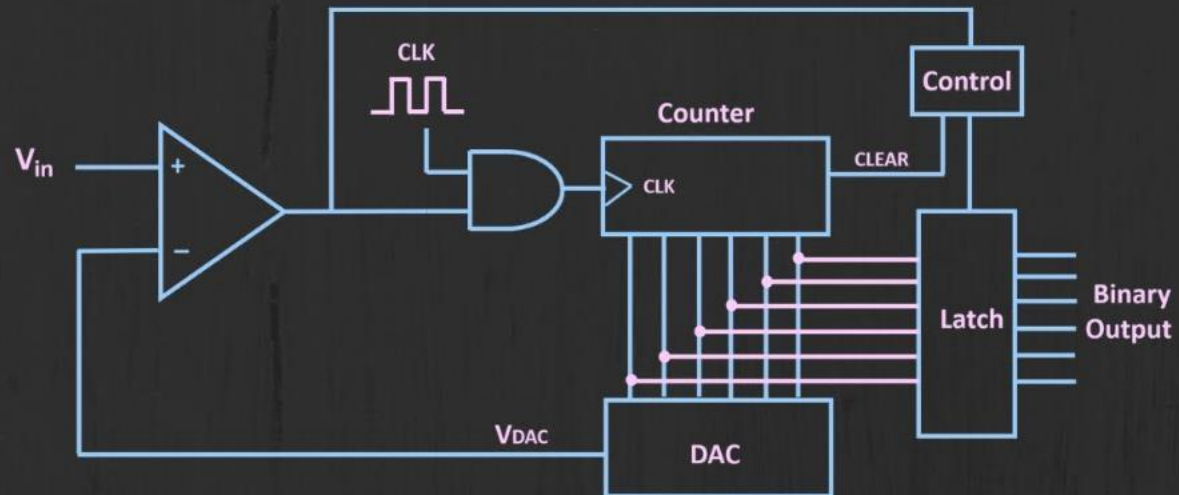 CLK
Control
Counter
Vin
+
CLEAR
CLK
−
Binary
Latch
Output
VDAC
DAC